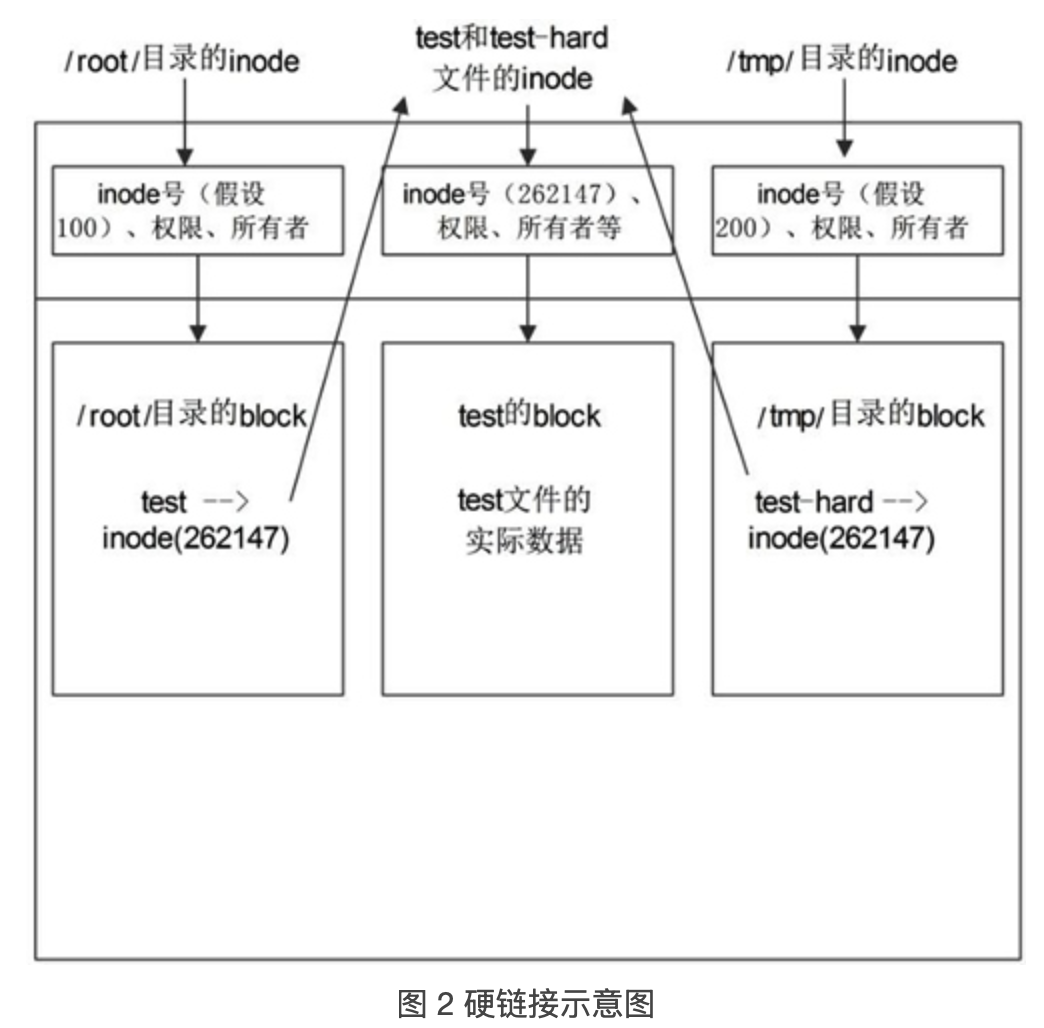 /root/目录的inode
test和test-hard
文件的inode
/tmp/目录的inode
inode号（假设
100）、权限、所有者
inode号（262147）、
权限、所有者等
inode号（假设
200）、权限、所有者
/root/目录的block
test -->
inode(262147)
test的block
test文件的
实际数据
/tmp/目录的block
test-hard -->
inode(262147)
图 2 硬链接示意图